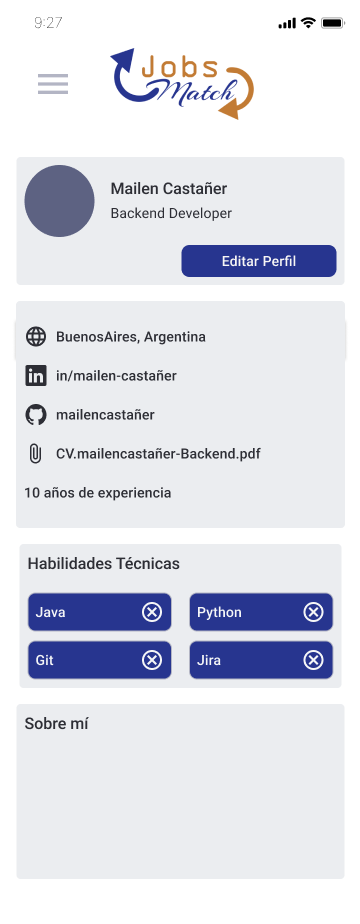 9:27
Jobs
Match
Mailen Castañer
Backend Developer
Editar Perfil
BuenosAires, Argentina
in/mailen-castañer
mailencastañer
CV.mailencastañer-Backend.pdf
10 años de experiencia
Habilidades Técnicas
Java
Python
Git
Jira
Sobre mí